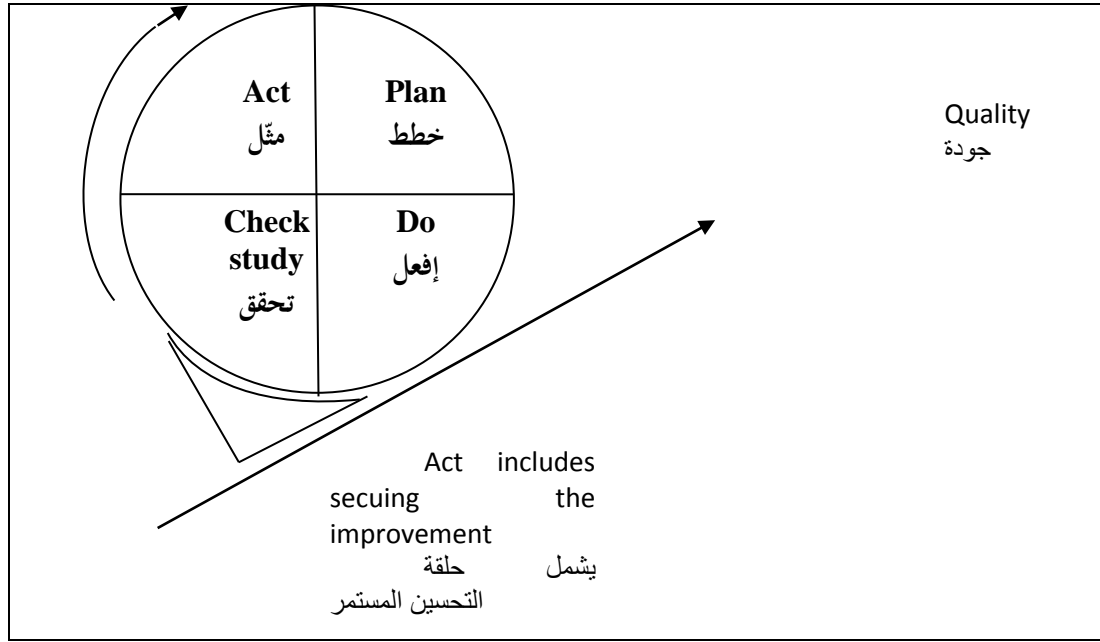 Act
مثّل
Plan
خطط
Quality
جودة
Check
study
تحقق
Do
إفعل
Act includes
secuing the
improvement
يشمل حلقة
التحسين المستمر